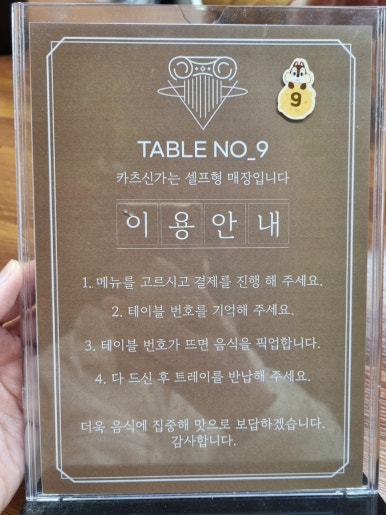 9
TABLE NO_9
카츠신가는 셀프형 매장입니다
이용안내
1. 메뉴를 고르시고 결제를 진행 해 주세요.
2. 테이블 번호를 기억해 주세요.
3. 테이블 번호가 뜨면 음식을 픽업합니다.
4. 다 드신 후 트레이를 반납해 주세요.
더욱 음식에 집중해 맛으로 보답하겠습니다.
감사합니다.